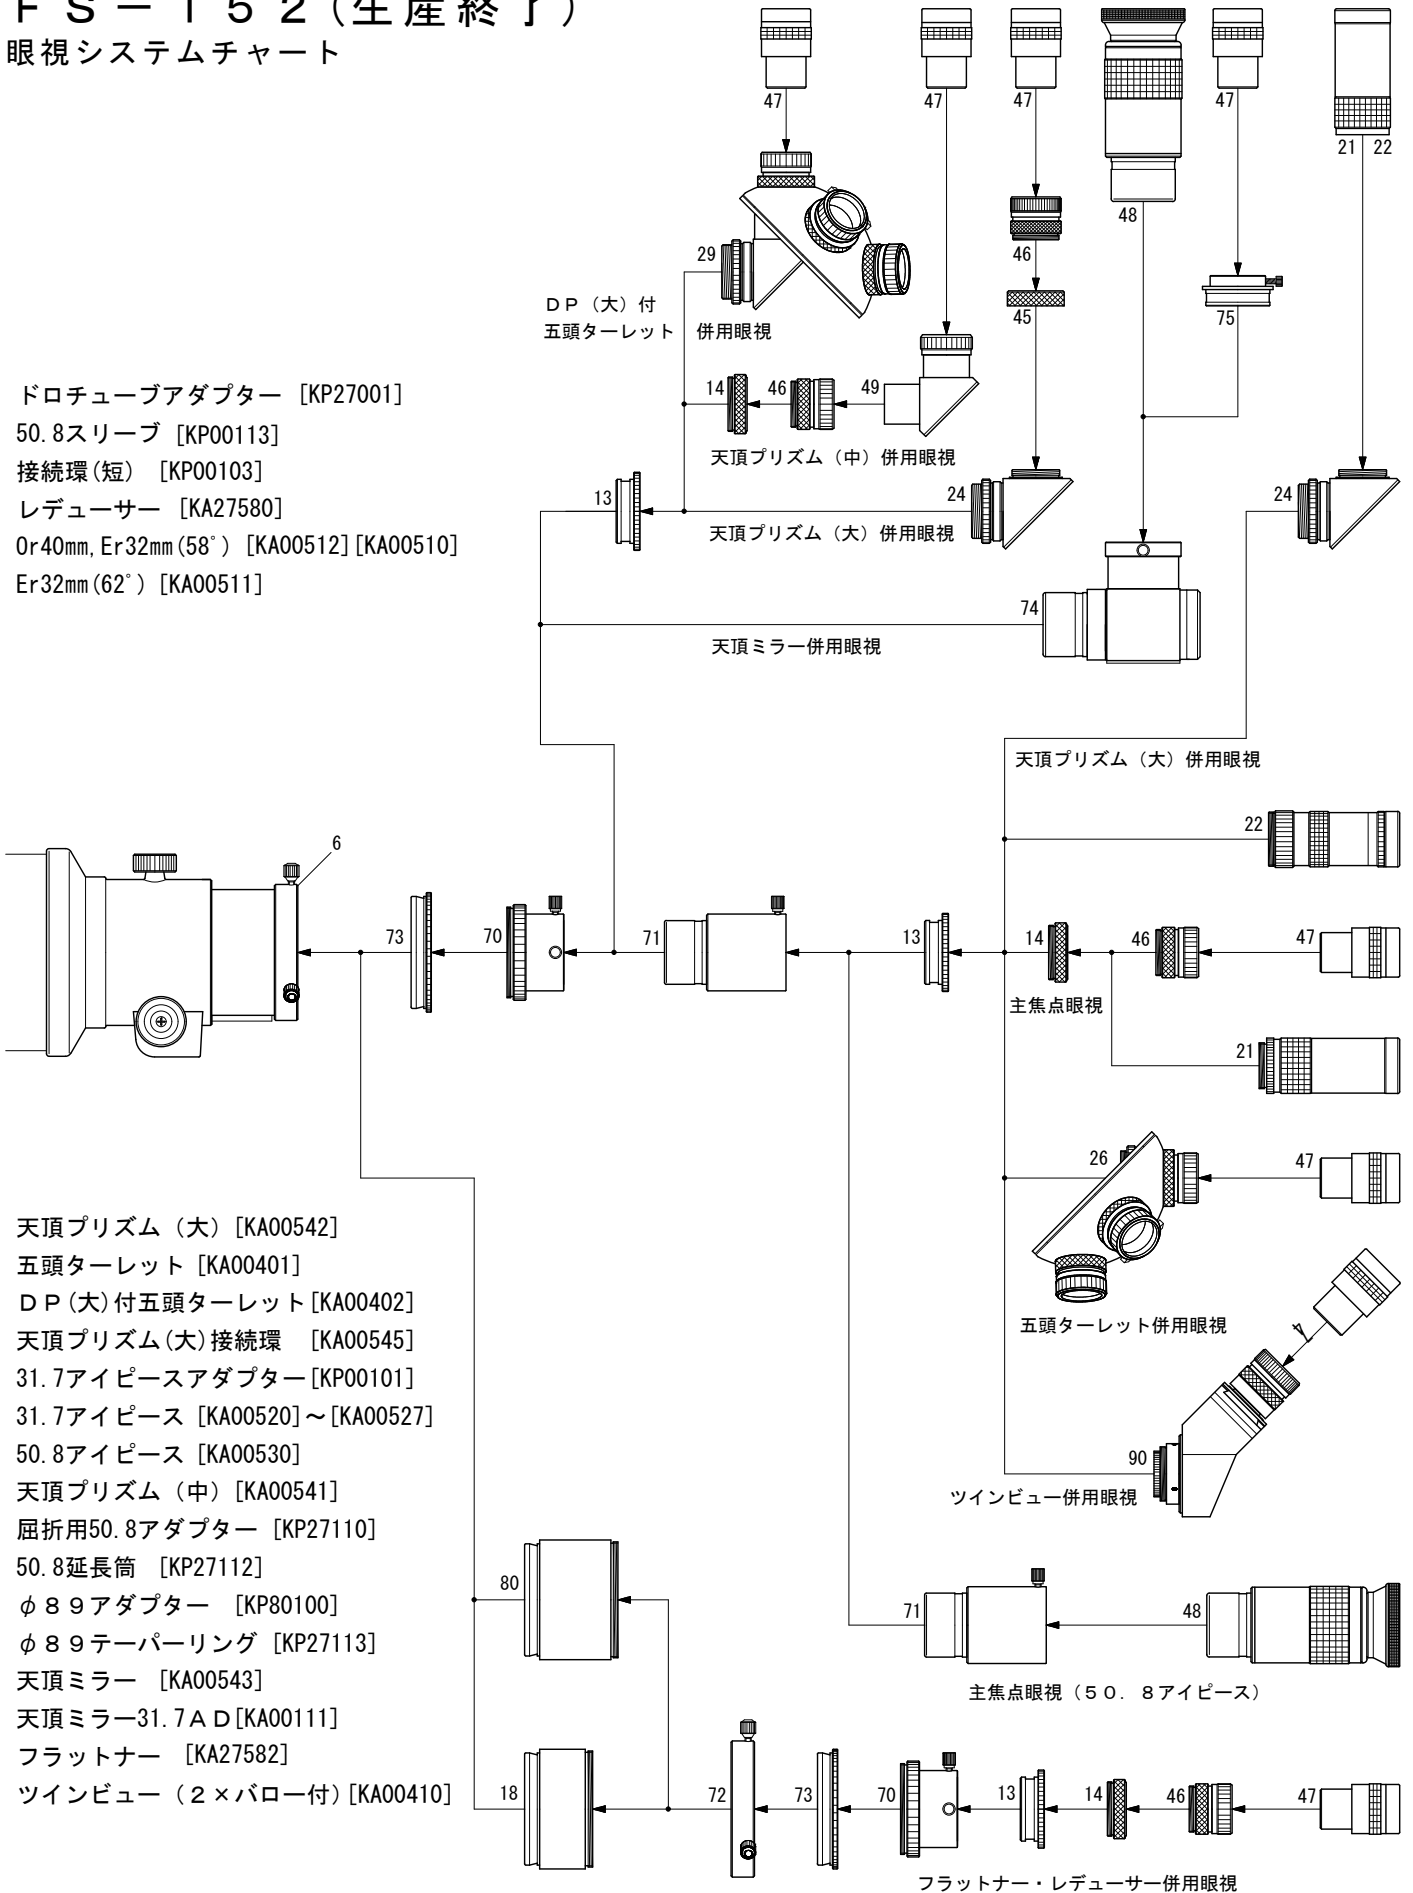 ＦＳ－１５２(生産終了)
眼視システムチャート
47
47
47
48
47
21 22
29
46
45
75
ＤＰ（大）付
五頭ターレット 併用眼視
14
46
49
天頂プリズム（中）併用眼視
13
24
24
天頂プリズム（大）併用眼視
74
天頂ミラー併用眼視
天頂プリズム（大）併用眼視
ドロチューブアダプター [KP27001]
50.8スリーブ [KP00113]
接続環(短) [KP00103]
レデューサー [KA27580]
Or40mm,Er32mm(58°) [KA00512][KA00510]
Er32mm(62°) [KA00511]
6
73
70
71
13
14
46
47
22
主焦点眼視
21
26
47
五頭ターレット併用眼視
90
ツインビュー併用眼視
天頂プリズム（大）[KA00542]
五頭ターレット [KA00401]
ＤＰ(大)付五頭ターレット[KA00402]
天頂プリズム(大)接続環 [KA00545]
31.7アイピースアダプター[KP00101]
31.7アイピース [KA00520]～[KA00527]
50.8アイピース [KA00530]
天頂プリズム（中）[KA00541]
屈折用50.8アダプター [KP27110]
50.8延長筒 [KP27112]
φ８９アダプター [KP80100]
φ８９テーパーリング [KP27113]
天頂ミラー [KA00543]
天頂ミラー31.7ＡＤ[KA00111]
フラットナー [KA27582]
ツインビュー（２×バロー付）[KA00410]
80
71
48
主焦点眼視（５０．８アイピース）
18
72
73
70
13
14
46
47
フラットナー・レデューサー併用眼視